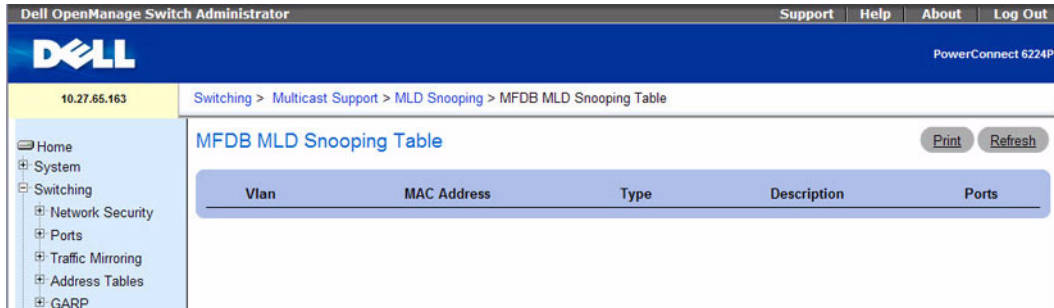 Dell OpenManage Switch Administrator
Support Help About Log Out
DELL
PowerConnect 6224P
10.27.65.163
Switching > Multicast Support > MLD Snooping > MFDB MLD Snooping Table
Home
System
Switching
Network Security
Ports
Traffic Mirroring
Address Tables
GARP
MFDB MLD Snooping Table
Print Refresh
Vlan MAC Address Type Description Ports